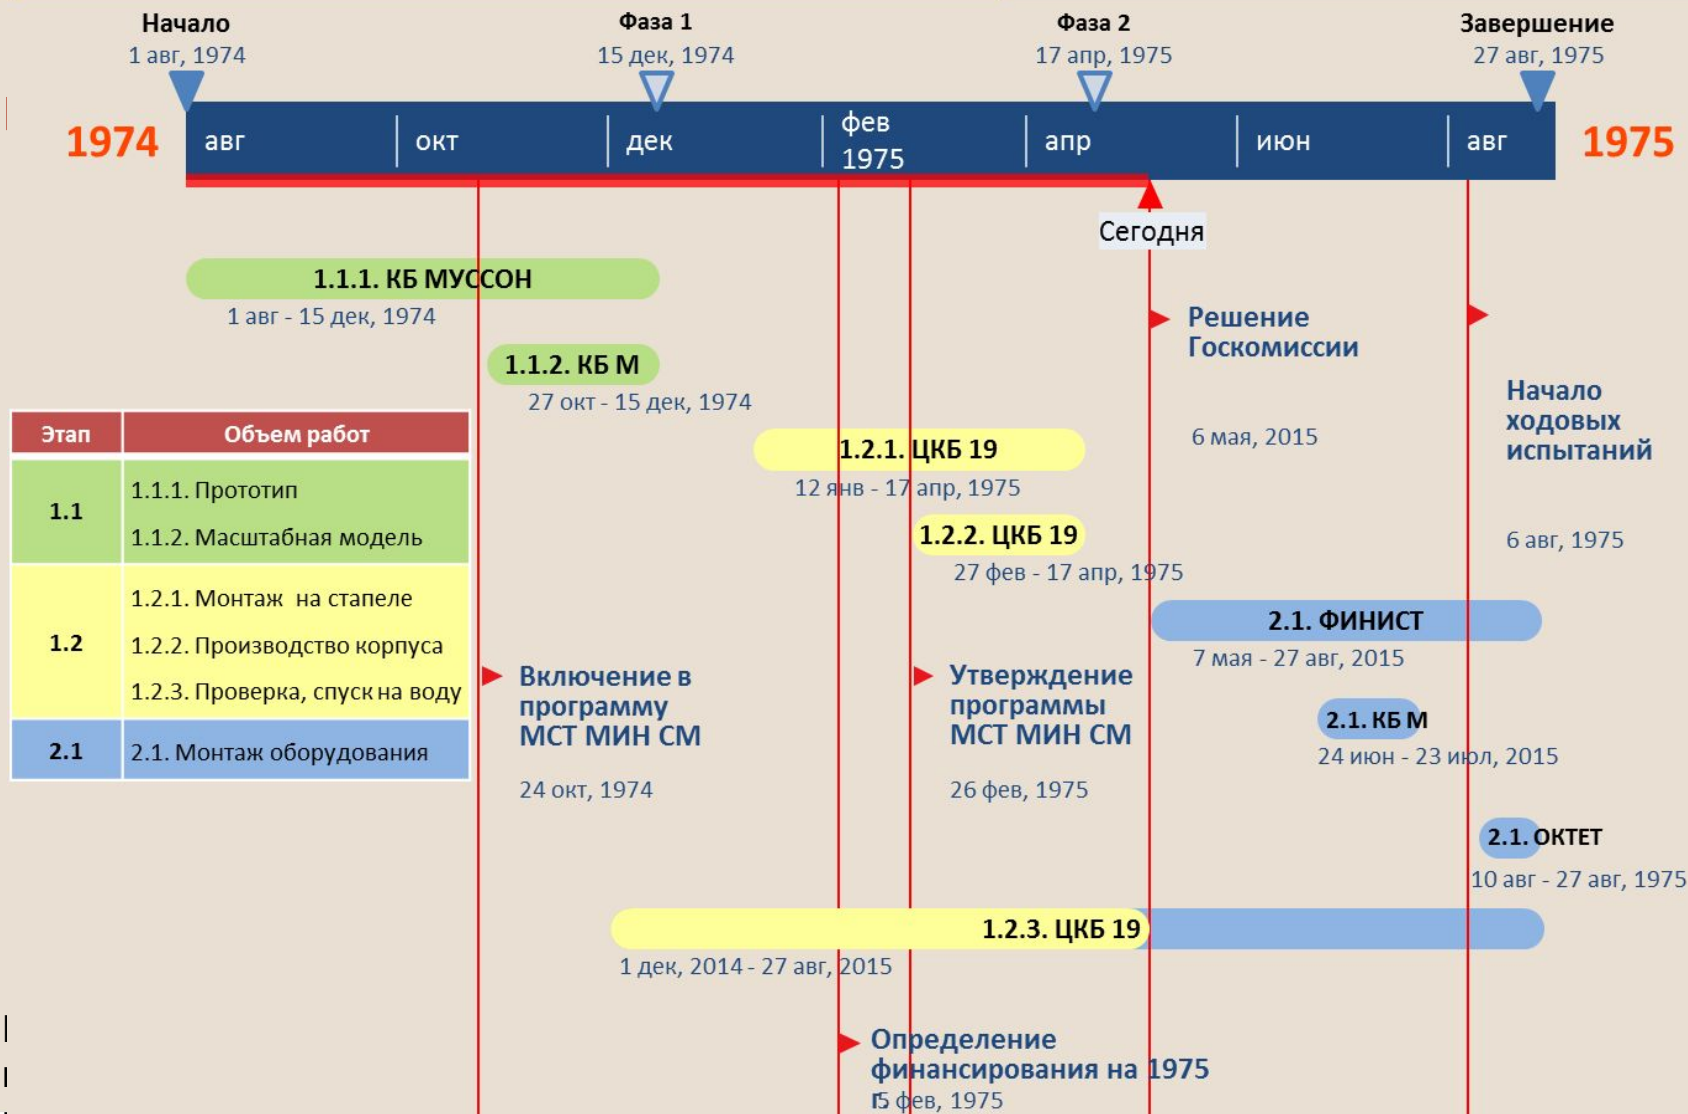 Начало
1 авг, 1974
Фаза 1
15 дек, 1974
Фаза 2
17 апр, 1975
Завершение
27 авг, 1975
1974
авг
окт
дек
фев
1975
апр
июн
авг
1975
Сегодня
1.1.1. КБ МУССОН
1 авг - 15 дек, 1974
1.1.2. КБ М
27 окт - 15 дек, 1974
Решение
Госкомиссии
6 мая, 2015
Начало
ходовых
испытаний
6 авг, 1975
Этап
Объем работ
1.1
1.1.1. Прототип
1.1.2. Масштабная модель
1.2
1.2.1. Монтаж на стапеле
1.2.2. Производство корпуса
1.2.3. Проверка, спуск на воду
2.1
2.1. Монтаж оборудования
1.2.1. ЦКБ 19
12 янв - 17 апр, 1975
1.2.2. ЦКБ 19
27 фев - 17 апр, 1975
2.1. ФИНИСТ
7 мая - 27 авг, 2015
Включение в
программу
МСТ МИН СМ
24 окт, 1974
Утверждение
программы
МСТ МИН СМ
26 фев, 1975
2.1. КБ М
24 июн - 23 июл, 2015
2.1. ОКТЕТ
10 авг - 27 авг, 1975
1.2.3. ЦКБ 19
1 дек, 2014 - 27 авг, 2015
Определение
финансирования на 1975
г.
5 фев, 1975